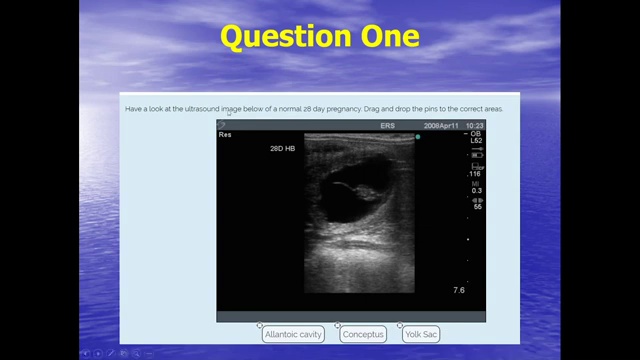 Question One
Have a look at the ultrasound image below of a normal 28 day pregnancy. Drag and drop the pins to the correct areas.
ERS 2008Apr11 10:23
Res
OB
L52
28D HB
.116
MI
0.3
55
7.6
Allantoic cavity
Conceptus
Yolk Sac